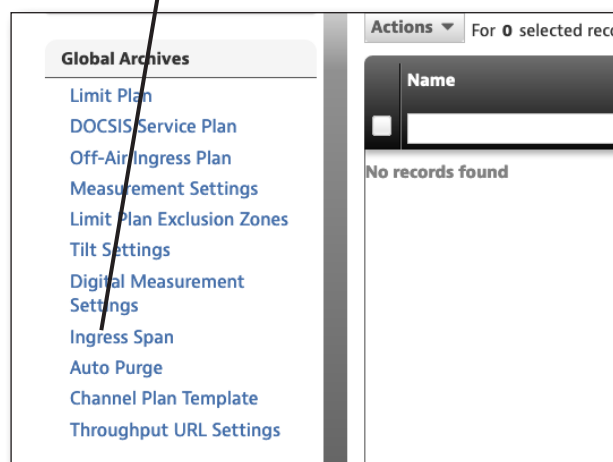 Actions ▼ For 0 selected reco
Global Archives
Name
Limit Plan
DOCSIS Service Plan
Off-Air Ingress Plan
No records found
Measurement Settings
Limit Plan Exclusion Zones
Tilt Settings
Digital Measurement
Settings
Ingress Span
Auto Purge
Channel Plan Template
Throughput URL Settings